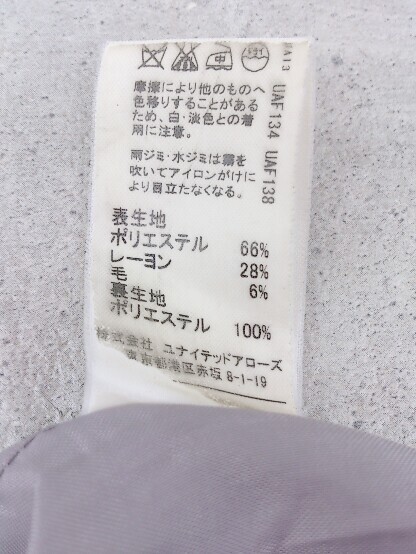 摩擦により他のものへ
色移りすることがある
ため、白・淡色との着
用に注意。
雨ジミ・水ジミは霧を
吹いてアイロンがけに
より目立たなくなる。
表生地
ポリエステル 66%
レーヨン 28%
毛 6%
裏生地
ポリエステル 100%
株式会社 ユナイテッドアローズ
東京都港区赤坂 8-1-19
UAF134 UAF138